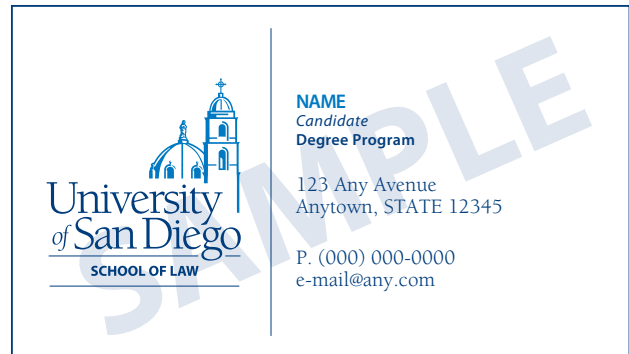 University
of San Diego
SCHOOL OF LAW
NAME
Candidate
Degree Program
123 Any Avenue
Anytown, STATE 12345
P. (000) 000-0000
e-mail@any.com
SAMPLE